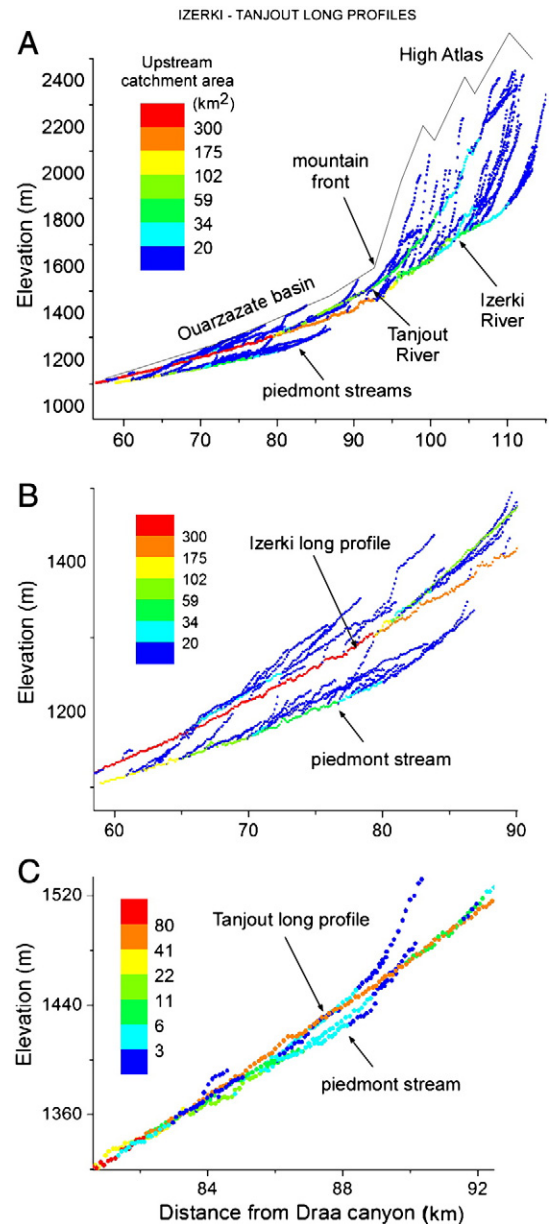 IZERKI - TANJOUT LONG PROFILES
A
Upstream
catchment area
(km2)
300
175
102
59
34
20
High Atlas
mountain
front
Ouarzazate basin
Izerki
River
Tanjout
River
piedmont streams
Elevation (m)
2400
2200
2000
1800
1600
1400
1200
1000
60
70
80
90
100
110
B
300
175
102
59
34
20
Izerki long profile
piedmont stream
Elevation (m)
1400
1200
60
70
80
90
C
80
41
22
11
6
3
Tanjout long profile
piedmont stream
Elevation (m)
1520
1440
1360
84
88
92
Distance from Draa canyon (km)